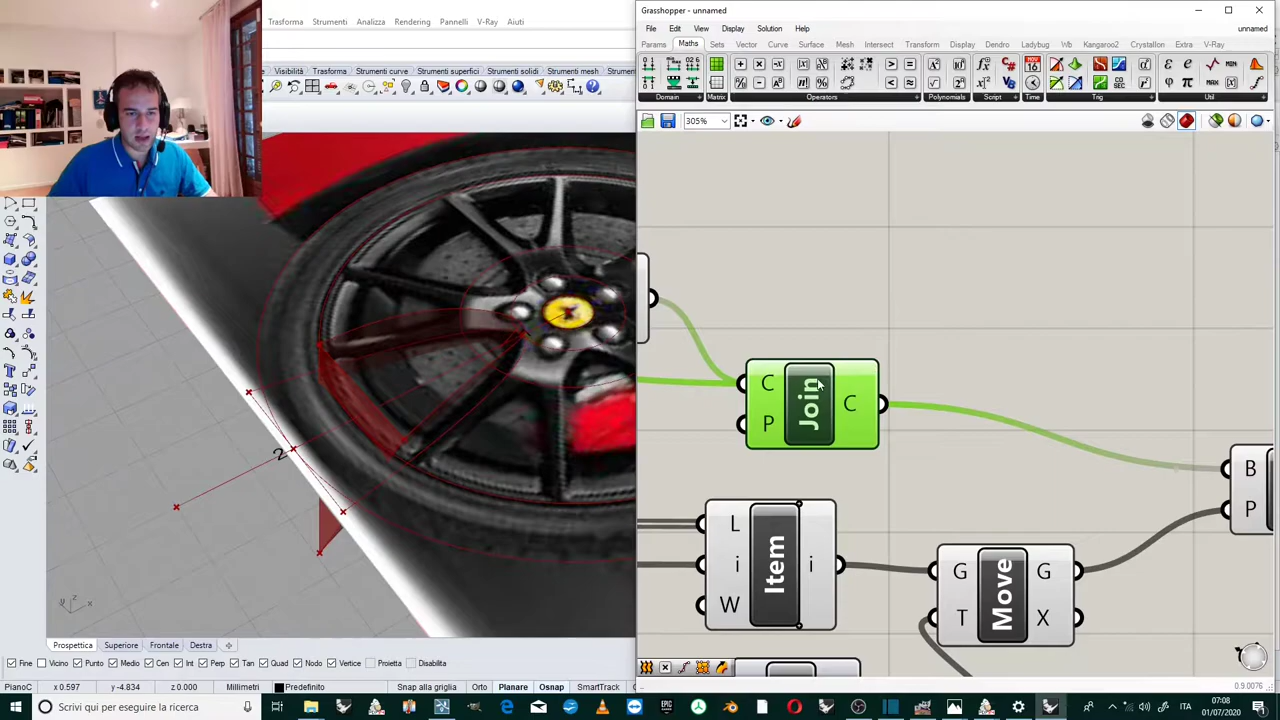 Grasshopper - unnamed
Trasforma Strumenti Analizza Rendering Pannelli V-Ray Aiuti
File Edit View Display Solution Help unnamed
Params Maths Sets Vector Curve Surface Mesh Intersect Transform Display Dendro Ladybug Wb Kangaroo2 Crystallon Extra V-Ray
Visibilità Trasforma Strumenti curve Strumenti superfici Strumenti solidi Strumenti mesh
Domain Matrix Operators Polynomials Script Time Trig Util
305%
C Join C
P
B
P
L Item i
i
W
G Move G
T X
2
z
y x
Prospettica Superiore Frontale Destra
Fine Vicino Punto Medio Cen Int Perp Tan Quad Nodo Vertice Proietta Disabilita
0.9.0076
PianoC x 0.597 y -4.834 z 0.000 Millimetri Predefinito Snap alla griglia Orto Planare Osnap SmartTrack
Scrivi qui per eseguire la ricerca
ITA
07:08
01/07/2020